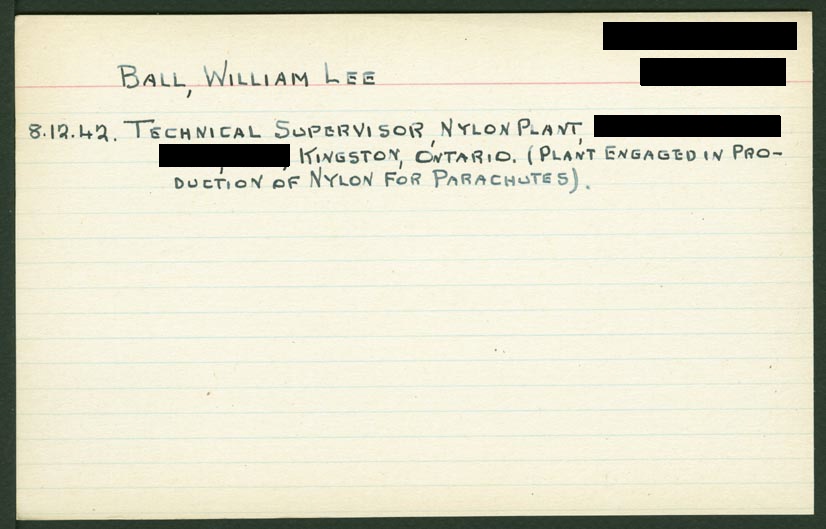 BALL, WILLIAM LEE
8.12.42. TECHNICAL SUPERVISOR, NYLON PLANT,
KINGSTON, ONTARIO. (PLANT ENGAGED IN PRO-
DUCTION OF NYLON FOR PARACHUTES).